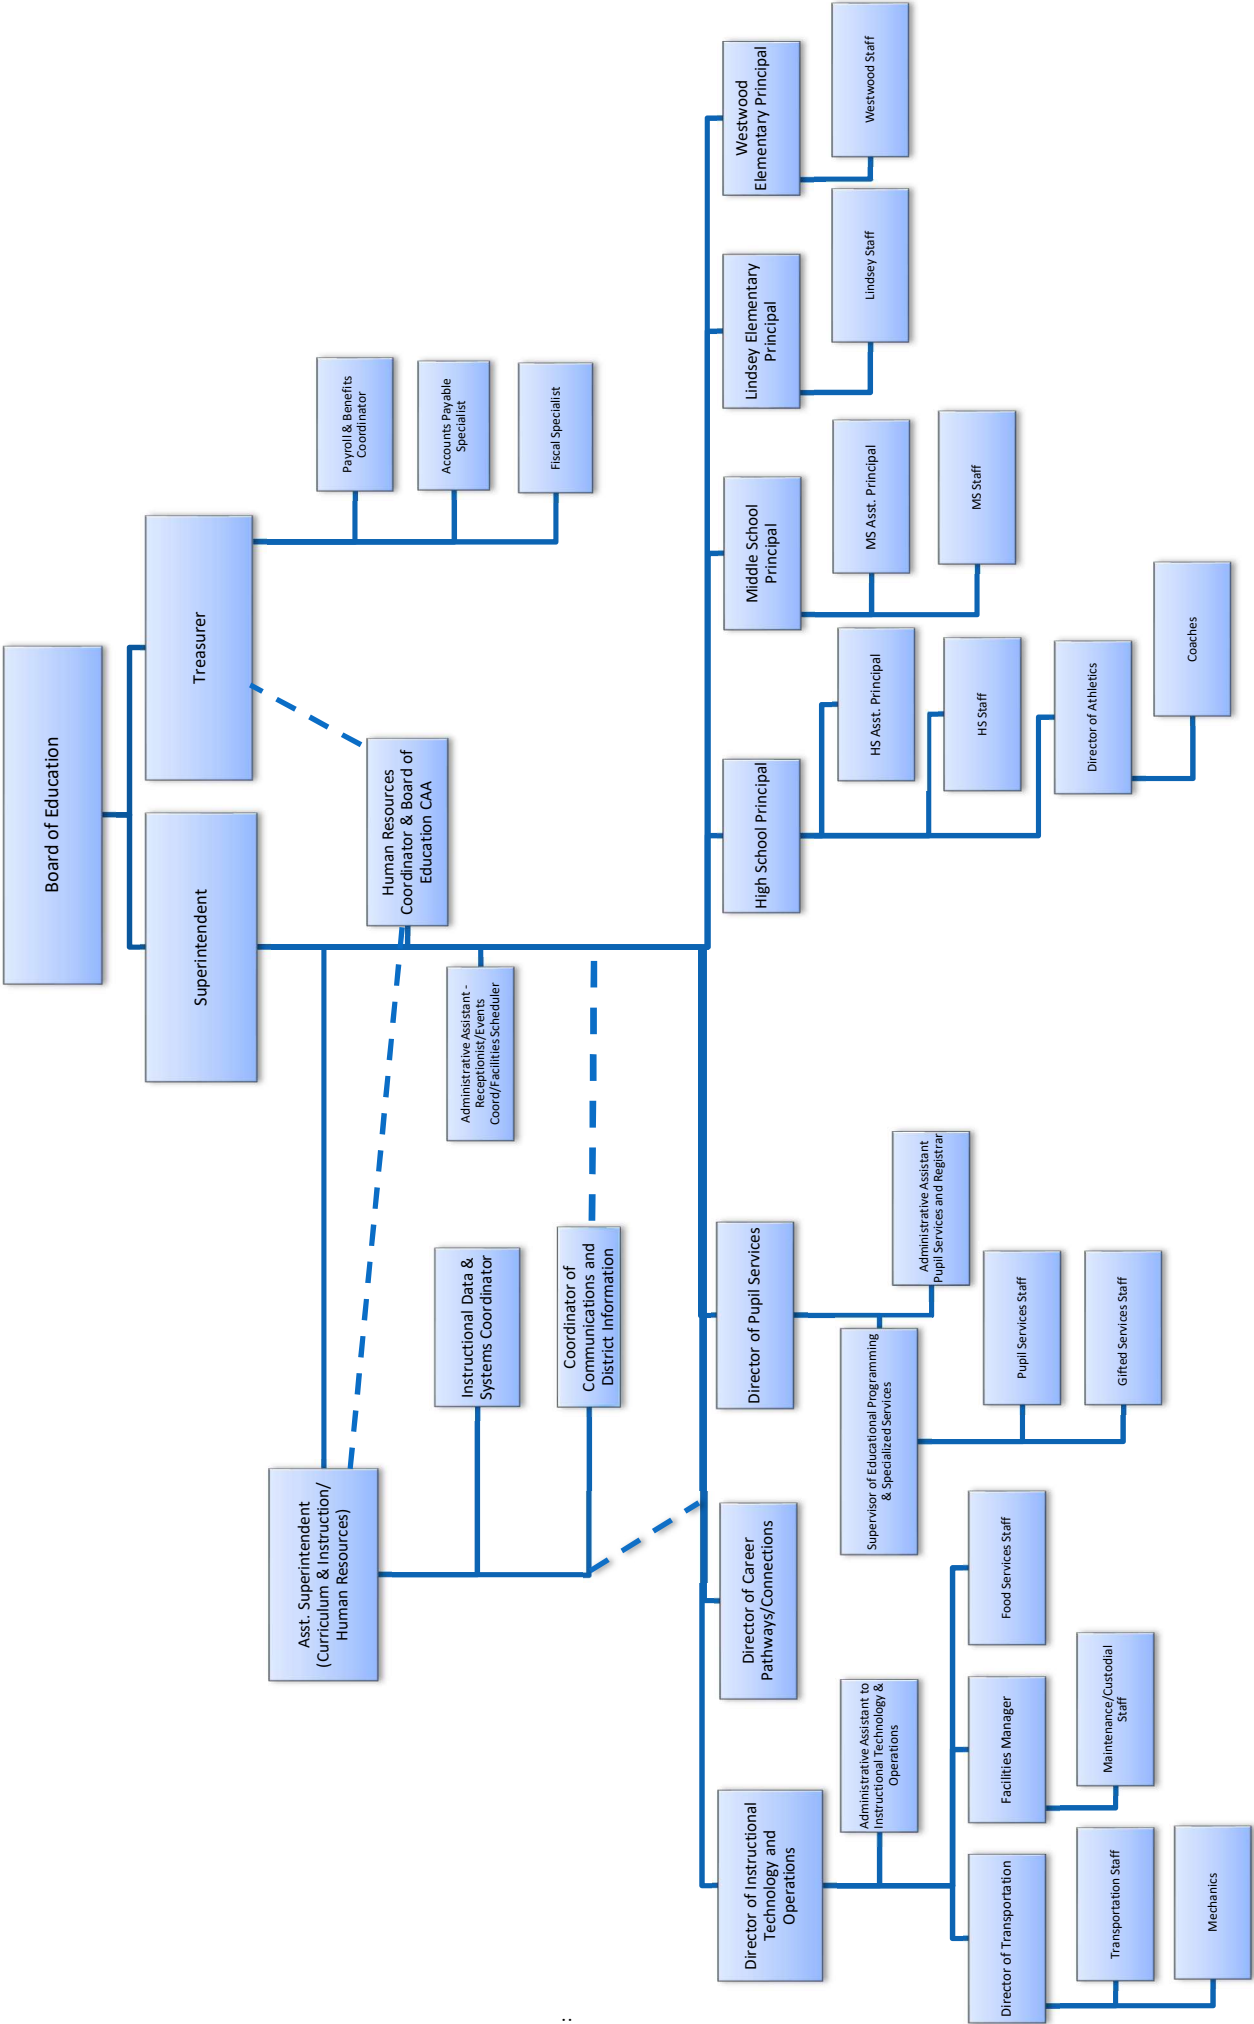 Board of Education
Superintendent
Treasurer
Asst. Superintendent
(Curriculum & Instruction/
Human Resources)
Human Resources
Coordinator & Board of
Education CAA
Payroll & Benefits
Coordinator
Accounts Payable
Specialist
Fiscal Specialist
Instructional Data &
Systems Coordinator
Administrative Assistant -
Receptionist/Events
Coord/Facilities Scheduler
Coordinator of
Communications and
District Information
Director of Instructional
Technology and
Operations
Director of Career
Pathways/Connections
Director of Pupil Services
High School Principal
Middle School
Principal
Lindsey Elementary
Principal
Westwood
Elementary Principal
Administrative Assistant to
Instructional Technology &
Operations
Supervisor of Educational Programming
& Specialized Services
Administrative Assistant
Pupil Services and Registrar
HS Asst. Principal
MS Asst. Principal
Lindsey Staff
Westwood Staff
Director of Transportation
Facilities Manager
Food Services Staff
Pupil Services Staff
HS Staff
MS Staff
Transportation Staff
Maintenance/Custodial
Staff
Gifted Services Staff
Director of Athletics
Mechanics
Coaches
..